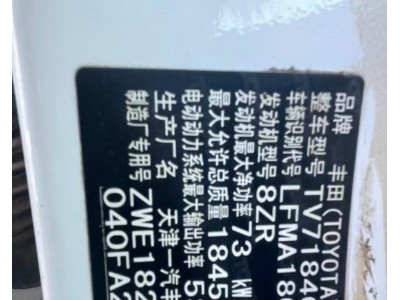 品牌 丰田(TOYOTA
整车型号 TV7184
车辆识别代号 LFMA18
发动机型号 8ZR
发动机最大净功率 73 kW
最大允许总质量 1845
电动动力系统最大输出功率 53
生产厂名 天津一汽丰
制造厂专用号 ZWE182
040FA2